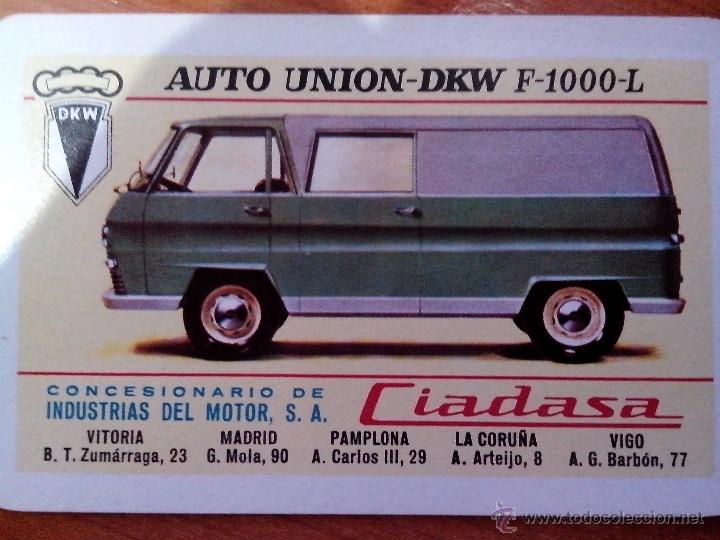 AUTO UNION-DKW F-1000-L
DKW
CONCESIONARIO DE
INDUSTRIAS DEL MOTOR, S. A.
Ciadasa
VITORIA
B. T. Zumárraga, 23
MADRID
G. Mola, 90
PAMPLONA
A. Carlos III, 29
LA CORUÑA
A. Arteijo, 8
VIGO
A. G. Barbón, 77
© www.todocoleccion.net